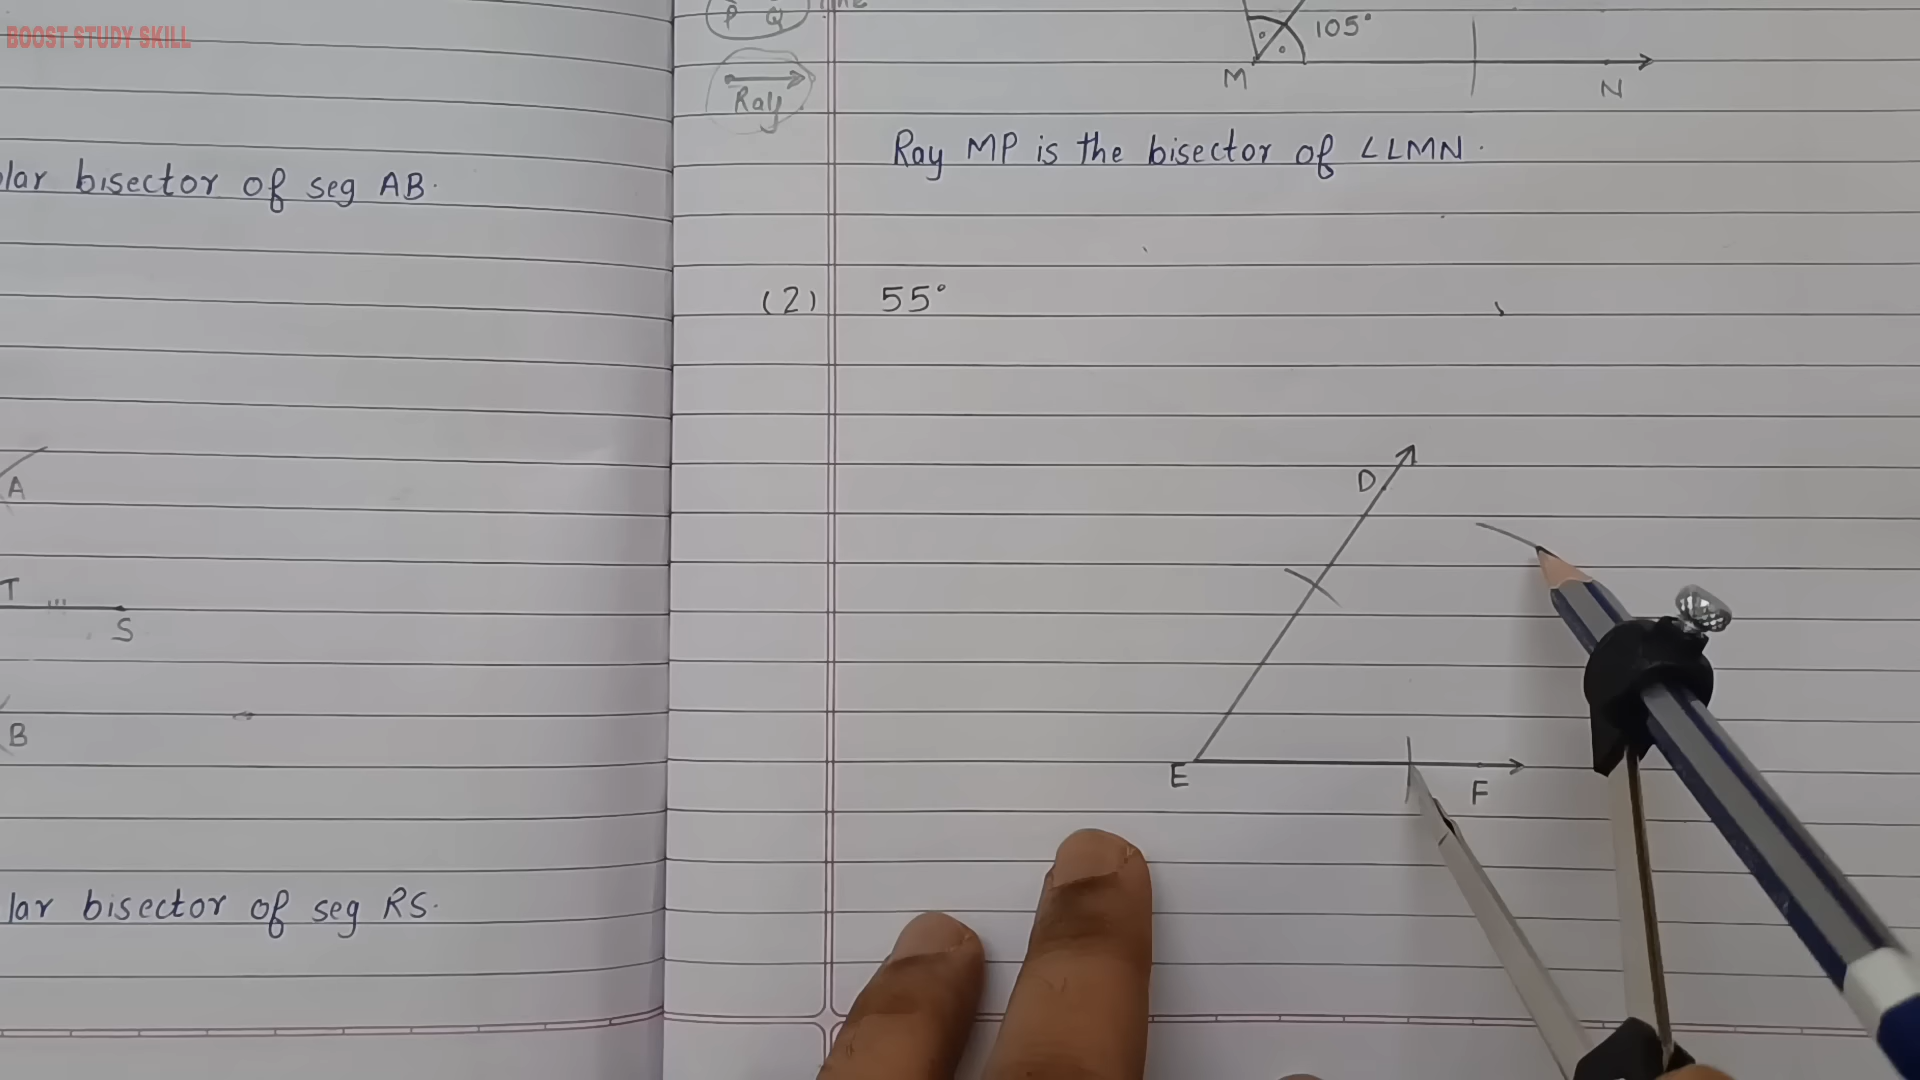 BOOST STUDY SKILL
P Q
Ray
105°
M
N
Ray MP is the bisector of ∠LMN.
bisector of seg AB.
(2) 55°
A
D
T
S
B
E
F
lar bisector of seg RS.